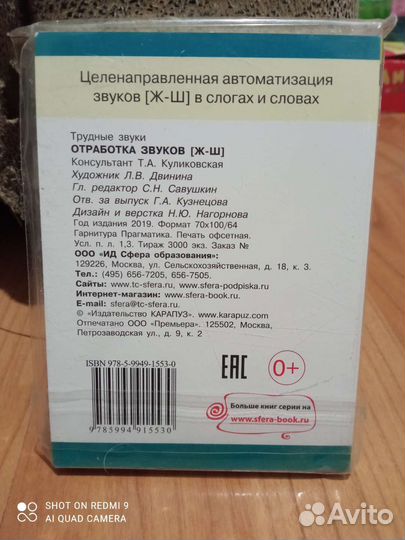 Целенаправленная автоматизация
звуков [Ж-Ш] в слогах и словах
Трудные звуки
ОТРАБОТКА ЗВУКОВ [Ж-Ш]
Консультант Т.А. Куликовская
Художник Л.В. Двинина
Гл. редактор С.Н. Савушкин
Отв. за выпуск Г.А. Кузнецова
Дизайн и верстка Н.Ю. Нагорнова
Год издания 2019. Формат 70х100/64
Гарнитура Прагматика. Печать офсетная.
Усл. п. л. 1,3. Тираж 3000 экз. Заказ №
ООО «ИД Сфера образования»:
129226, Москва, ул. Сельскохозяйственная, д. 18, к. 3.
Тел.: (495) 656-7205, 656-7505.
Сайты: www.tc-sfera.ru, www.sfera-podpiska.ru
Интернет-магазин: www.sfera-book.ru
E-mail: sfera@tc-sfera.ru
© «Издательство КАРАПУЗ» www.karapuz.com
Отпечатано ООО «Премьера». 125502, Москва,
Петрозаводская ул., д. 9, к. 2
ISBN 978-5-9949-1553-0
9 785994 915530
EAC
0+
Больше книг серии на
www.sfera-book.ru
SHOT ON REDMI 9
AI QUAD CAMERA
Avito